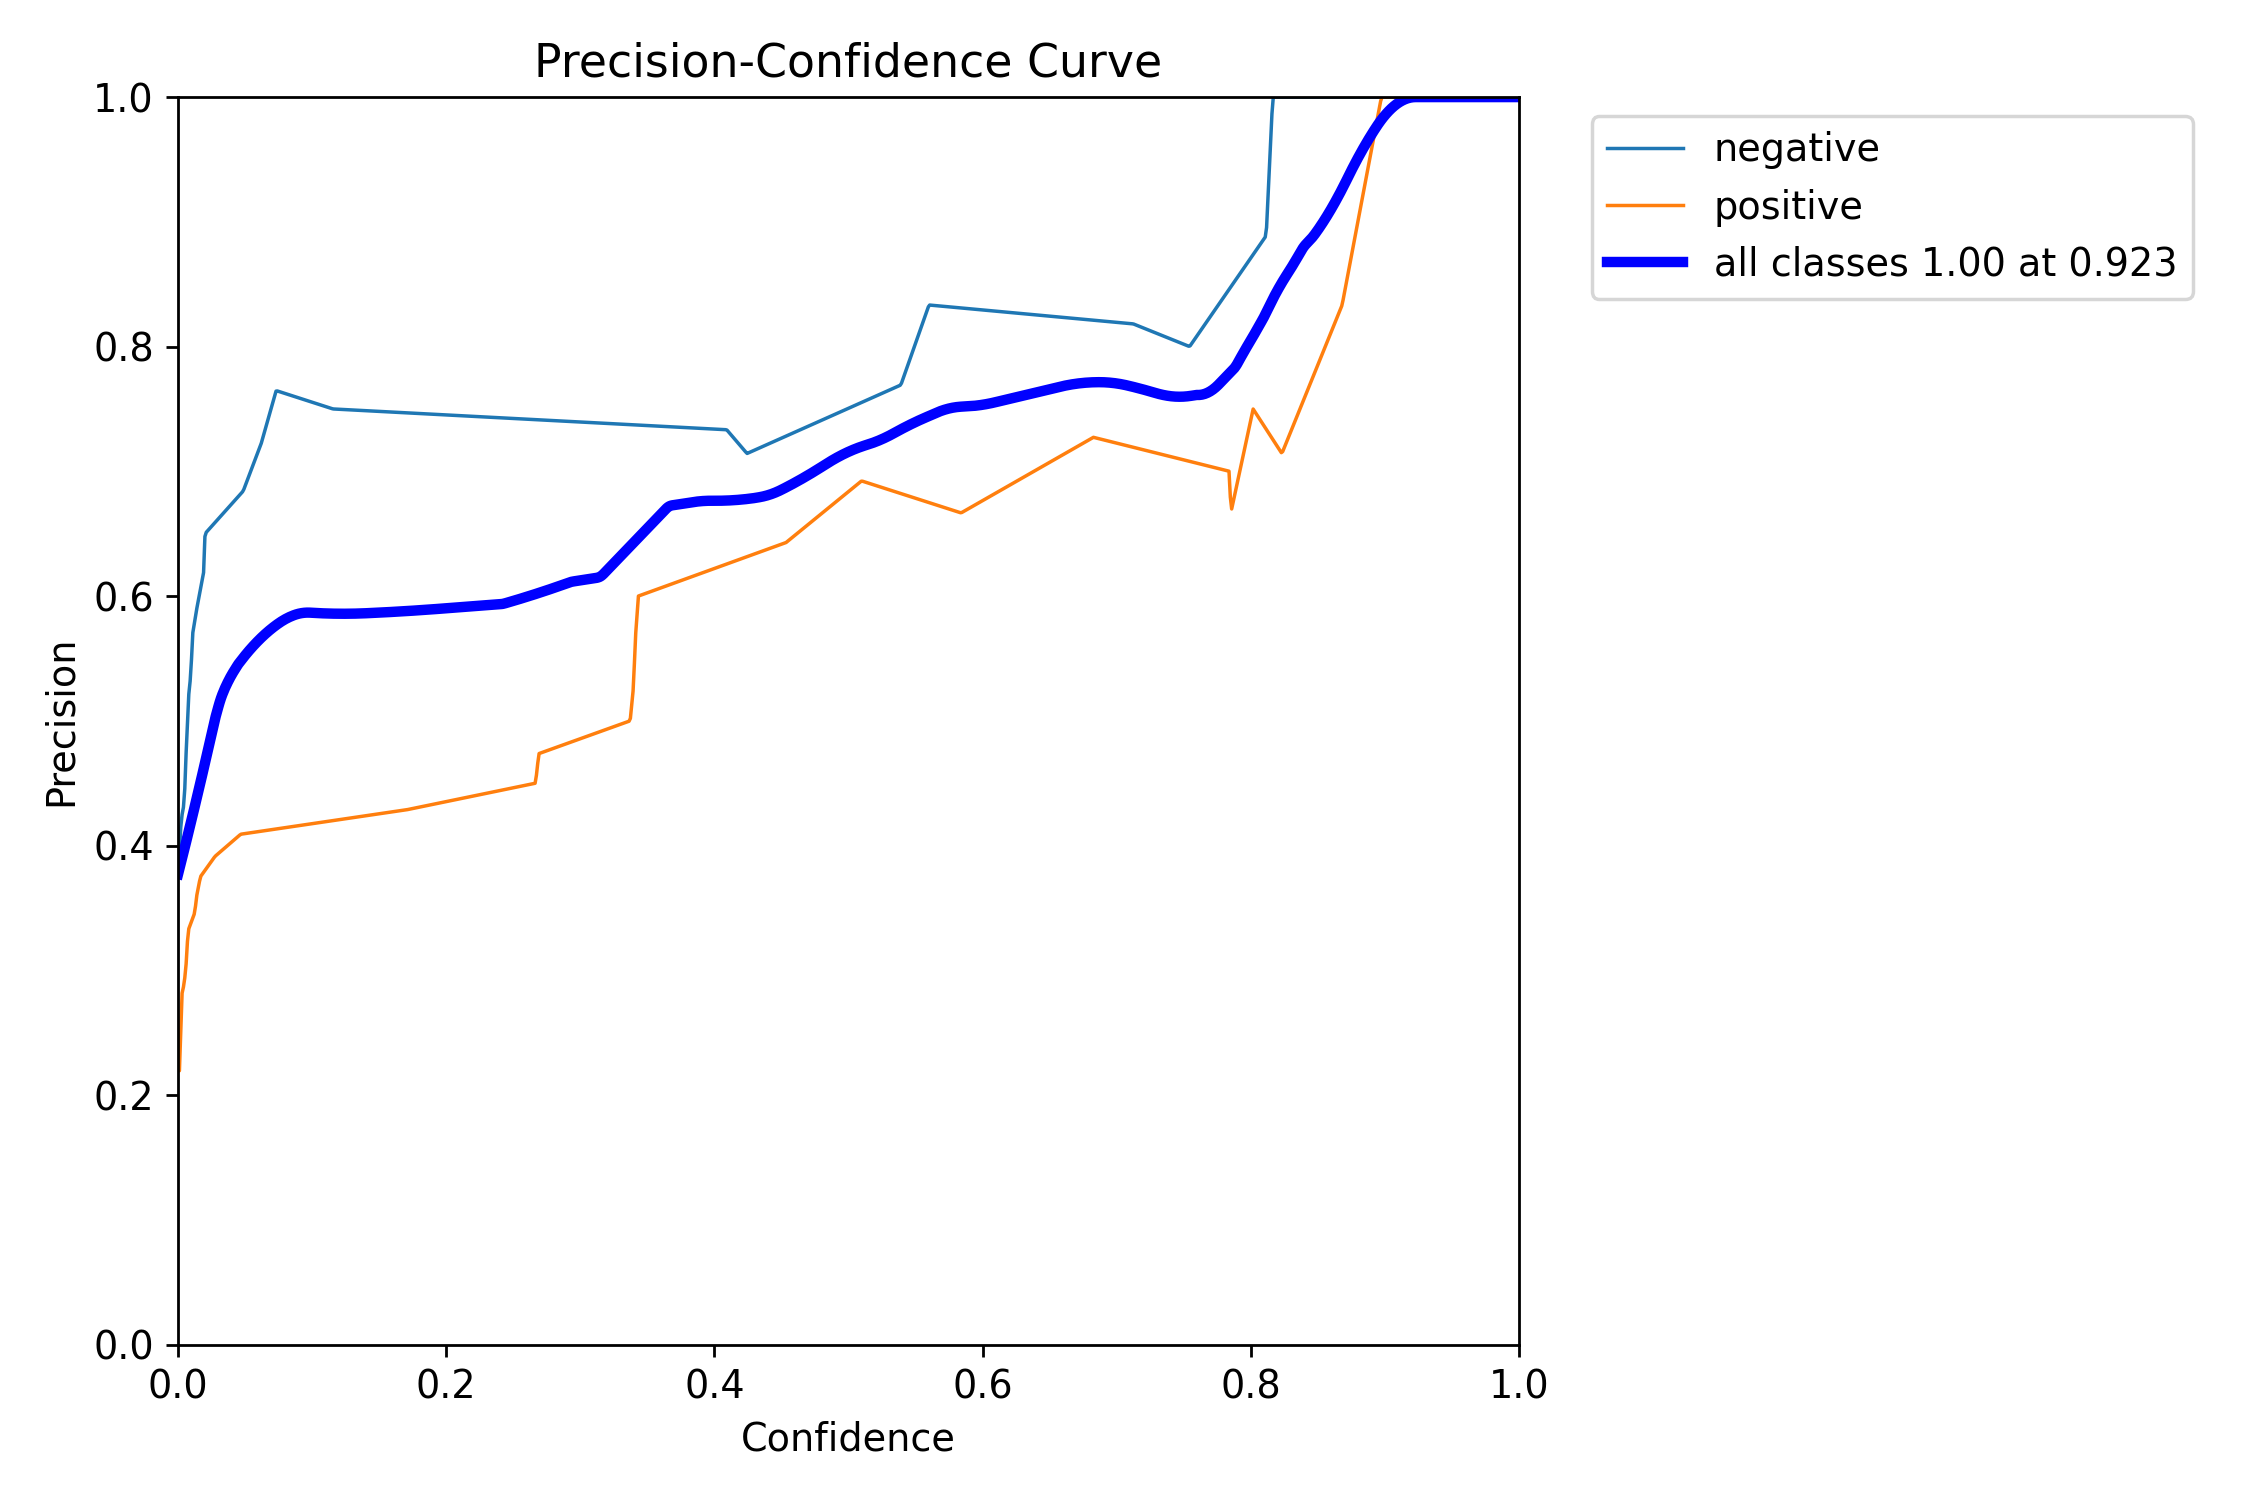 Precision-Confidence Curve
1.0
0.8
0.6
0.4
0.2
0.0
Precision
0.0 0.2 0.4 0.6 0.8 1.0
Confidence
negative
positive
all classes 1.00 at 0.923